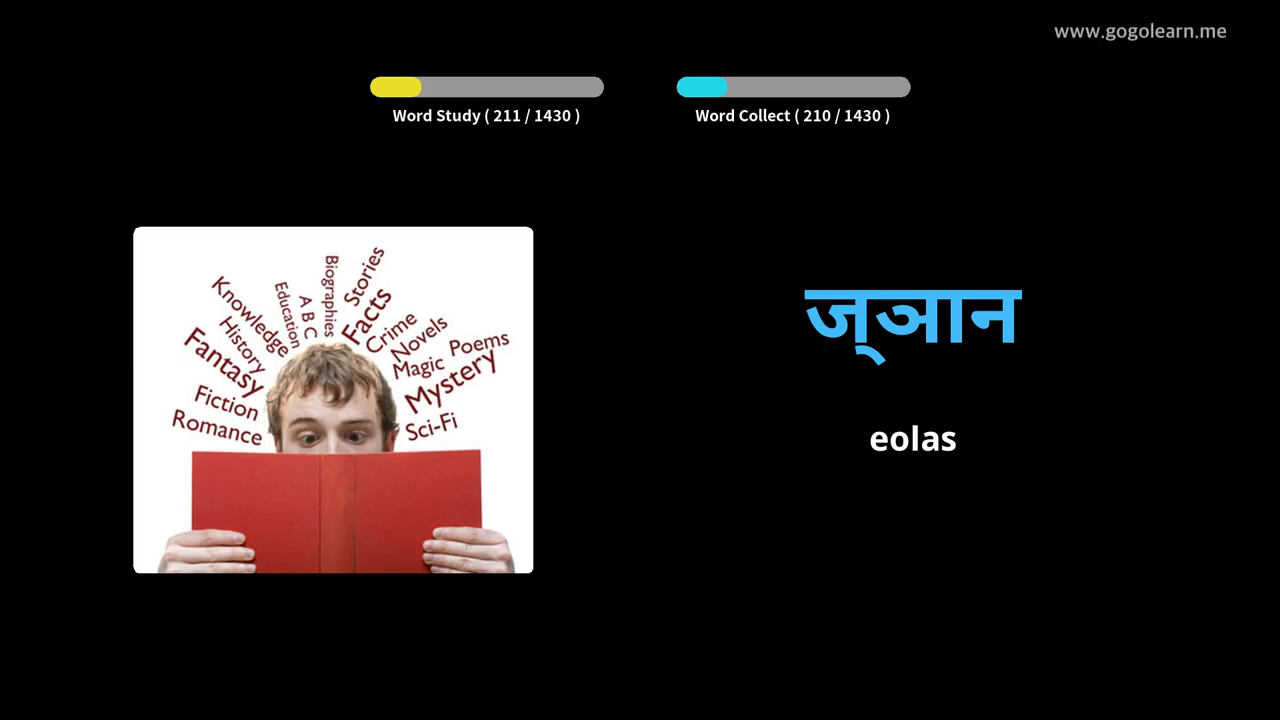 www.gogolearn.me
Word Study ( 211 / 1430 )
Word Collect ( 210 / 1430 )
Biographies
Stories
Education
A B C
Facts
Knowledge
Crime
History
Novels
Fantasy
Magic
Poems
Mystery
Fiction
Romance
Sci-Fi
ज्‌ञान
eolas